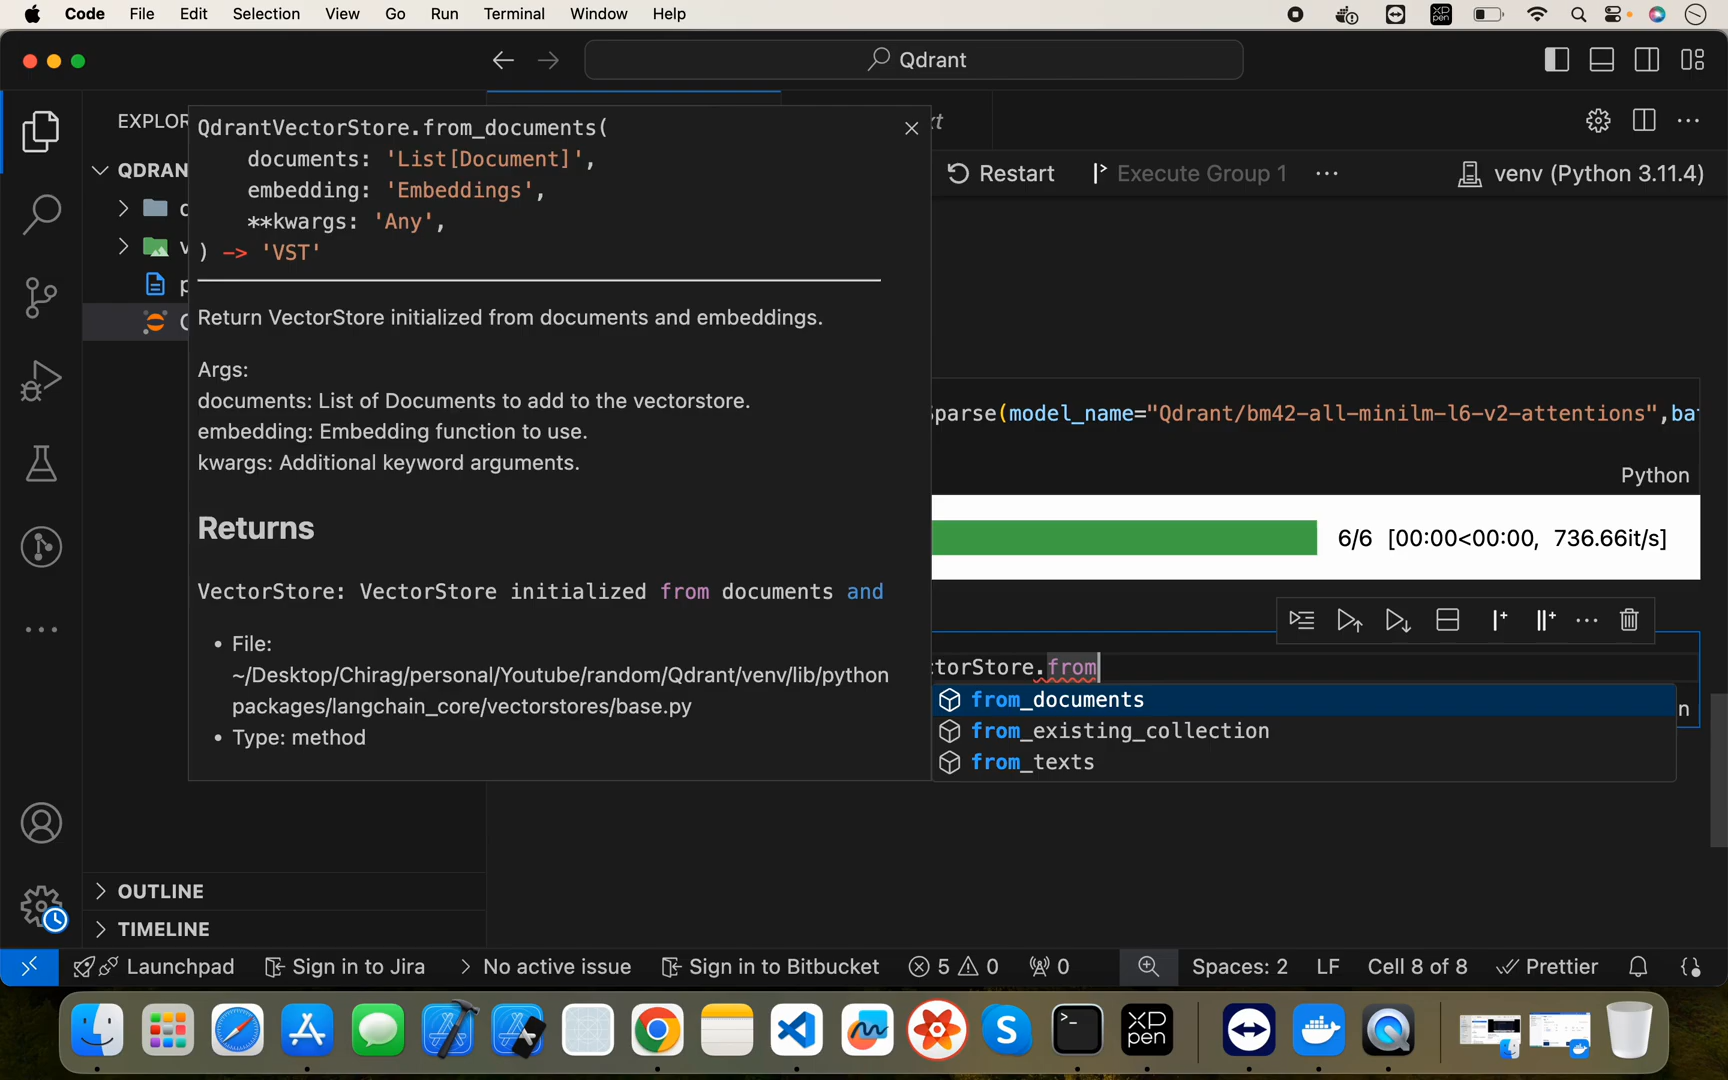 Code File Edit Selection View Go Run Terminal Window Help
Qdrant
EXPLOR
QDRAN
QdrantVectorStore.from_documents(
documents: 'List[Document]',
embedding: 'Embeddings',
**kwargs: 'Any',
) -> 'VST'
Return VectorStore initialized from documents and embeddings.
Args:
documents: List of Documents to add to the vectorstore.
embedding: Embedding function to use.
kwargs: Additional keyword arguments.
Returns
VectorStore: VectorStore initialized from documents and
• File:
~/Desktop/Chirag/personal/Youtube/random/Qdrant/venv/lib/python
packages/langchain_core/vectorstores/base.py
• Type: method
Restart Execute Group 1 ... venv (Python 3.11.4)
parse(model_name="Qdrant/bm42-all-minilm-l6-v2-attentions",ba
Python
6/6 [00:00<00:00, 736.66it/s]
ctorStore.from
from_documents
from_existing_collection
from_texts
OUTLINE
TIMELINE
Launchpad Sign in to Jira No active issue Sign in to Bitbucket 5 0 0 Spaces: 2 LF Cell 8 of 8 Prettier
XP
pen